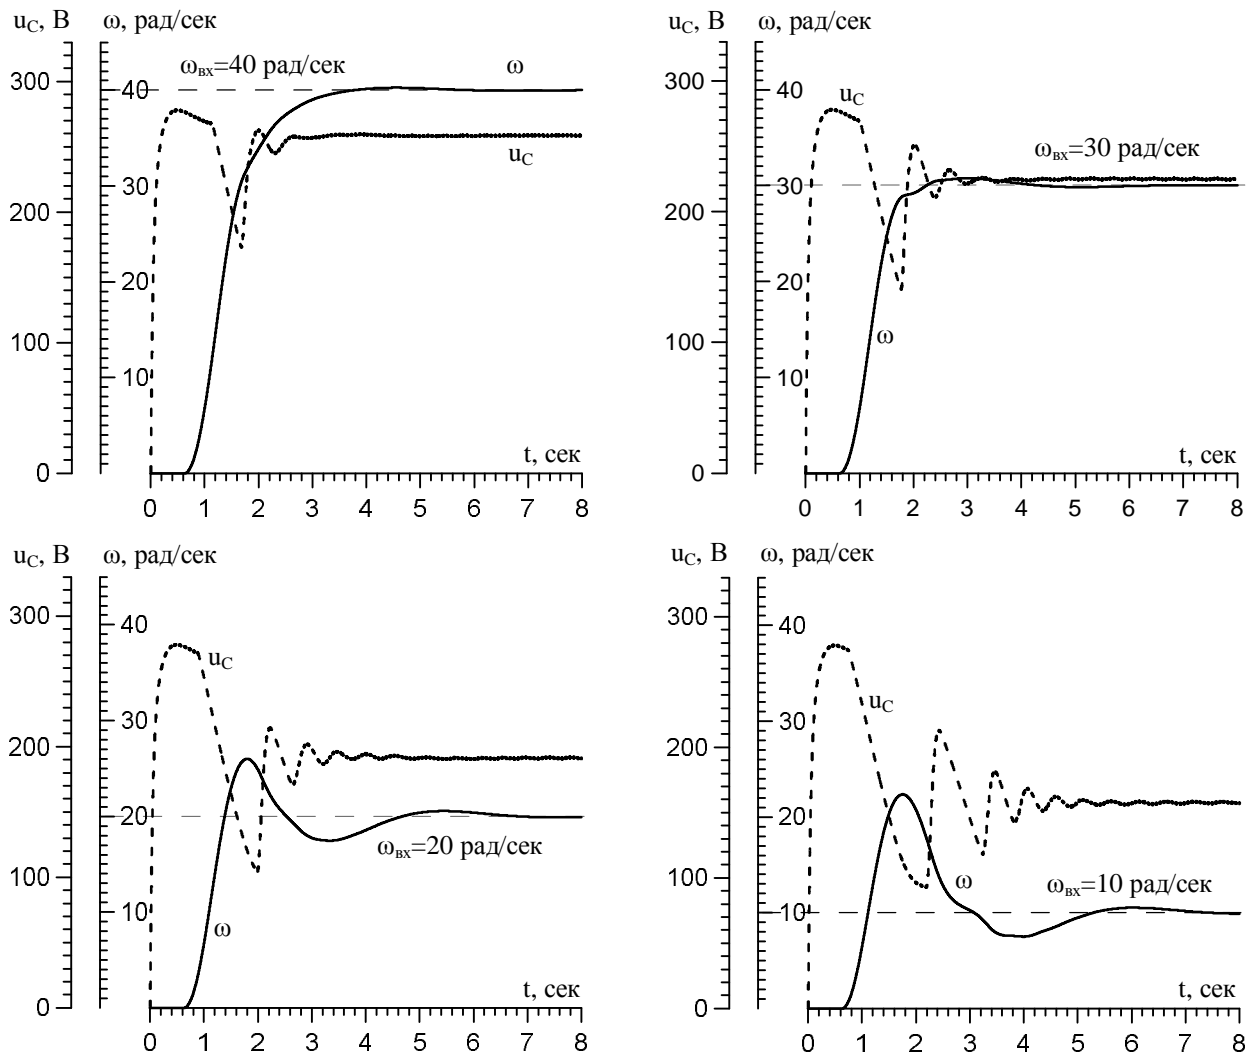 u_C, В ω, рад/сек
300
200
100
0
40
30
20
10
ω_вх=40 рад/сек
ω
u_C
t, сек
0 1 2 3 4 5 6 7 8
u_C, В ω, рад/сек
300
200
100
0
40
30
20
10
u_C
ω_вх=30 рад/сек
ω
t, сек
0 1 2 3 4 5 6 7 8
u_C, В ω, рад/сек
300
200
100
0
40
30
20
10
u_C
ω_вх=20 рад/сек
ω
t, сек
0 1 2 3 4 5 6 7 8
u_C, В ω, рад/сек
300
200
100
0
40
30
20
10
u_C
ω
ω_вх=10 рад/сек
t, сек
0 1 2 3 4 5 6 7 8